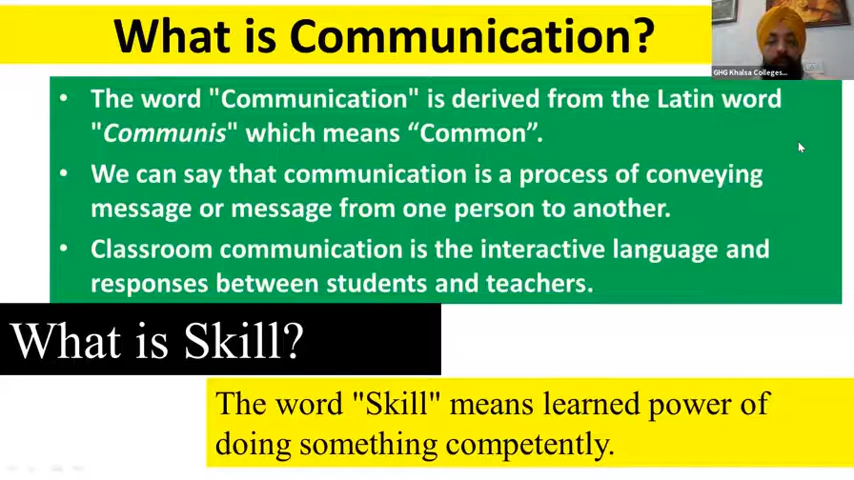 What is Communication?
GHG Khalsa Colleges...
• The word "Communication" is derived from the Latin word
"Communis" which means “Common”.
• We can say that communication is a process of conveying
message or message from one person to another.
• Classroom communication is the interactive language and
responses between students and teachers.
What is Skill?
The word "Skill" means learned power of
doing something competently.